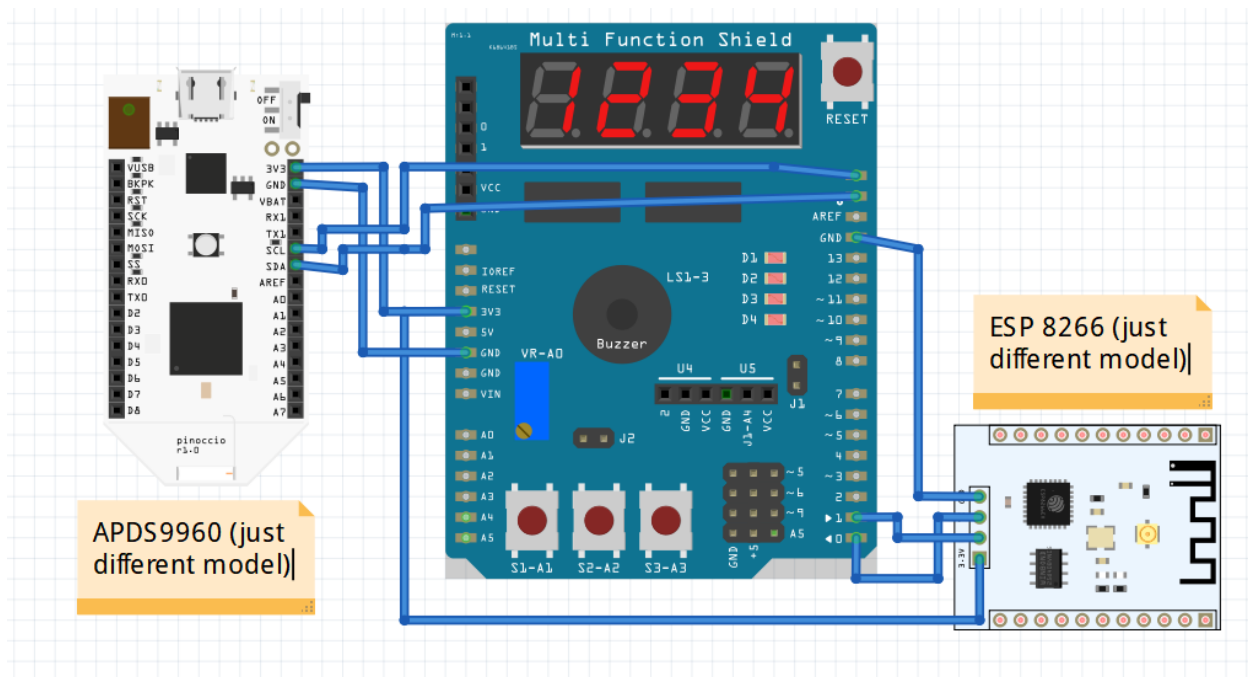 Multi Function Shield
1234
RESET
OFF
ON
VUSB
BKPK
RST
SCK
MISO
MOSI
SS
RX0
TX0
D2
D3
D4
D5
D6
D7
D8
3V3
GND
VBAT
RX1
TX1
SCL
SDA
AREF
A0
A1
A2
A3
A4
A5
A6
A7
pinoccio
r1.0
APDS9960 (just
different model)
0
1
VCC
IOREF
RESET
3V3
5V
GND
GND
VIN
A0
A1
A2
A3
A4
A5
LS1-3
Buzzer
VR-A0
J2
D1
D2
D3
D4
U4
U5
2
GND
VCC
GND
J1-A4
VCC
J1
~5
~6
~9
A5
GND
+5
S1-A1
S2-A2
S3-A3
AREF
GND
13
12
~11
~10
~9
8
7
~6
~5
4
~3
2
1
0
ESP 8266 (just
different model)
3.3V